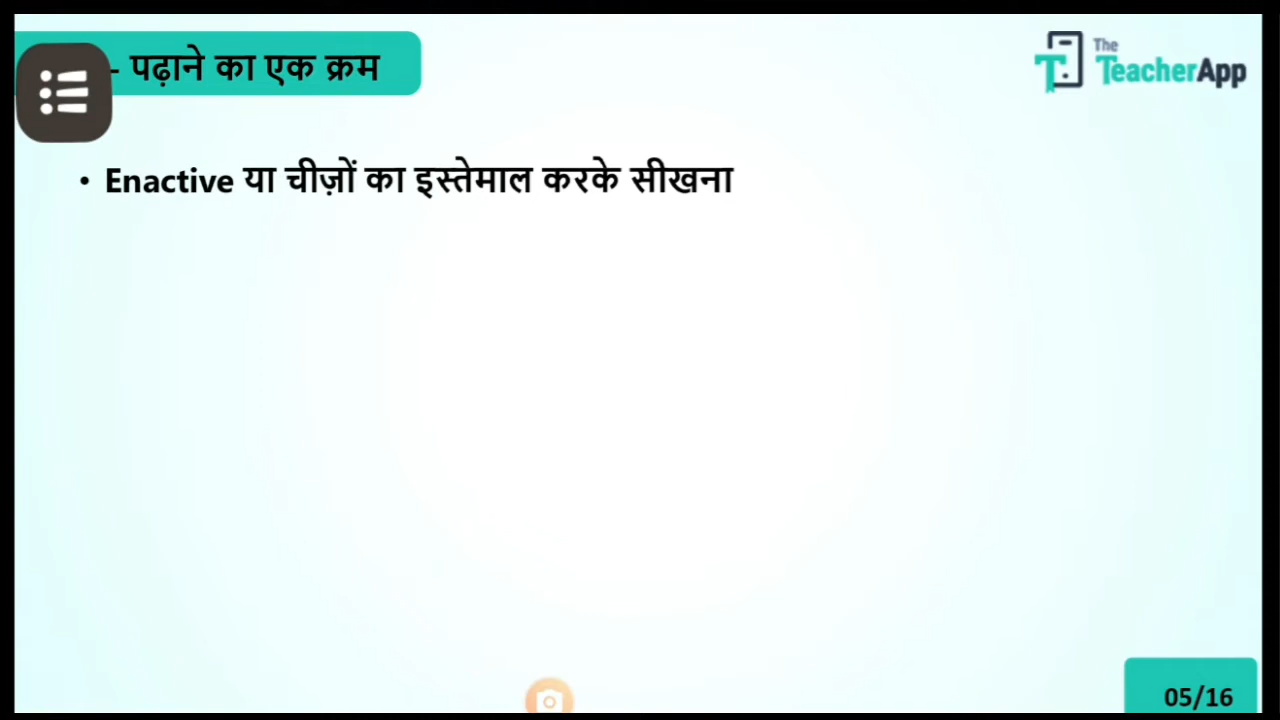 - पढ़ाने का एक क्रम
The
TeacherApp
• Enactive या चीज़ों का इस्तेमाल करके सीखना
05/16